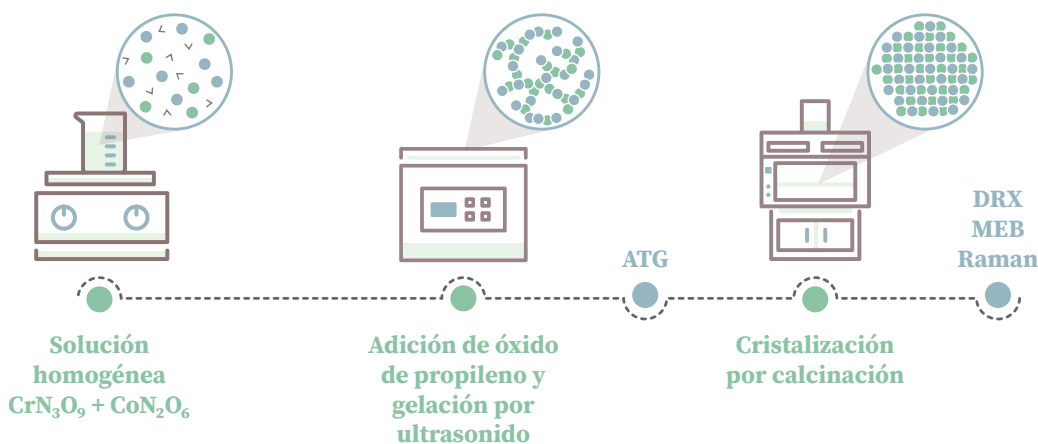 Solución
homogénea
CrN₃O₉ + CoN₂O₆
Adición de óxido
de propileno y
gelación por
ultrasonido
ATG
Cristalización
por calcinación
DRX
MEB
Raman